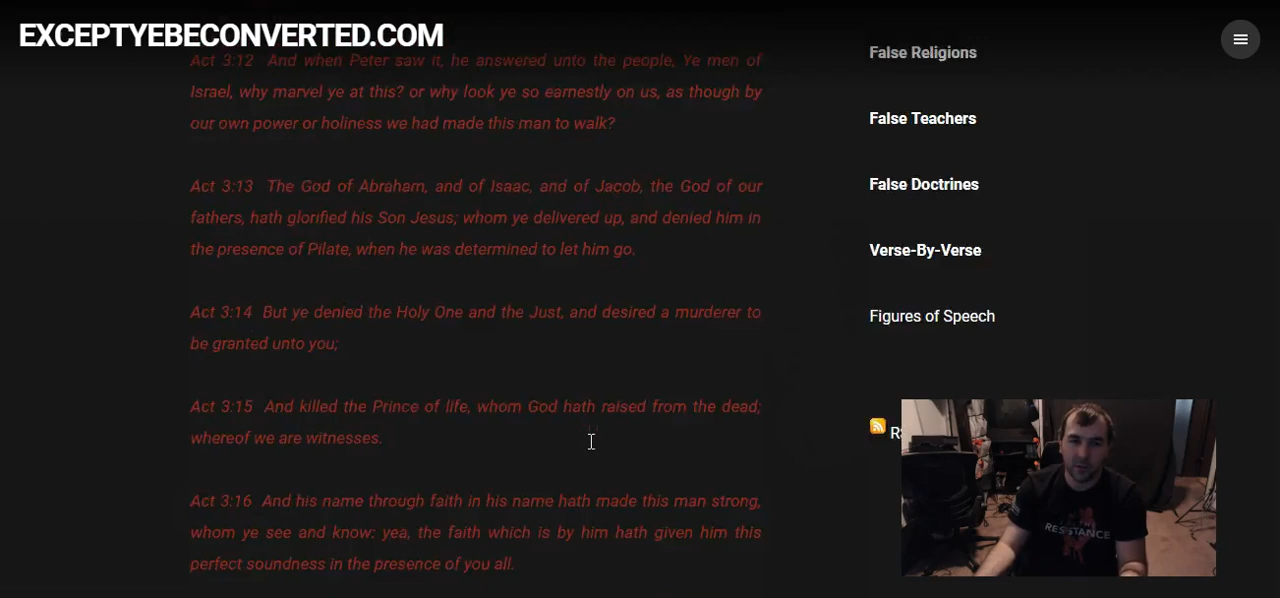 EXCEPTYEBECONVERTED.COM
Act 3:12 And when Peter saw it, he answered unto the people, Ye men of
Israel, why marvel ye at this? or why look ye so earnestly on us, as though by
our own power or holiness we had made this man to walk?
Act 3:13 The God of Abraham, and of Isaac, and of Jacob, the God of our
fathers, hath glorified his Son Jesus; whom ye delivered up, and denied him in
the presence of Pilate, when he was determined to let him go.
Act 3:14 But ye denied the Holy One and the Just, and desired a murderer to
be granted unto you;
Act 3:15 And killed the Prince of life, whom God hath raised from the dead;
whereof we are witnesses.
Act 3:16 And his name through faith in his name hath made this man strong,
whom ye see and know: yea, the faith which is by him hath given him this
perfect soundness in the presence of you all.
False Religions
False Teachers
False Doctrines
Verse-By-Verse
Figures of Speech
RESISTANCE